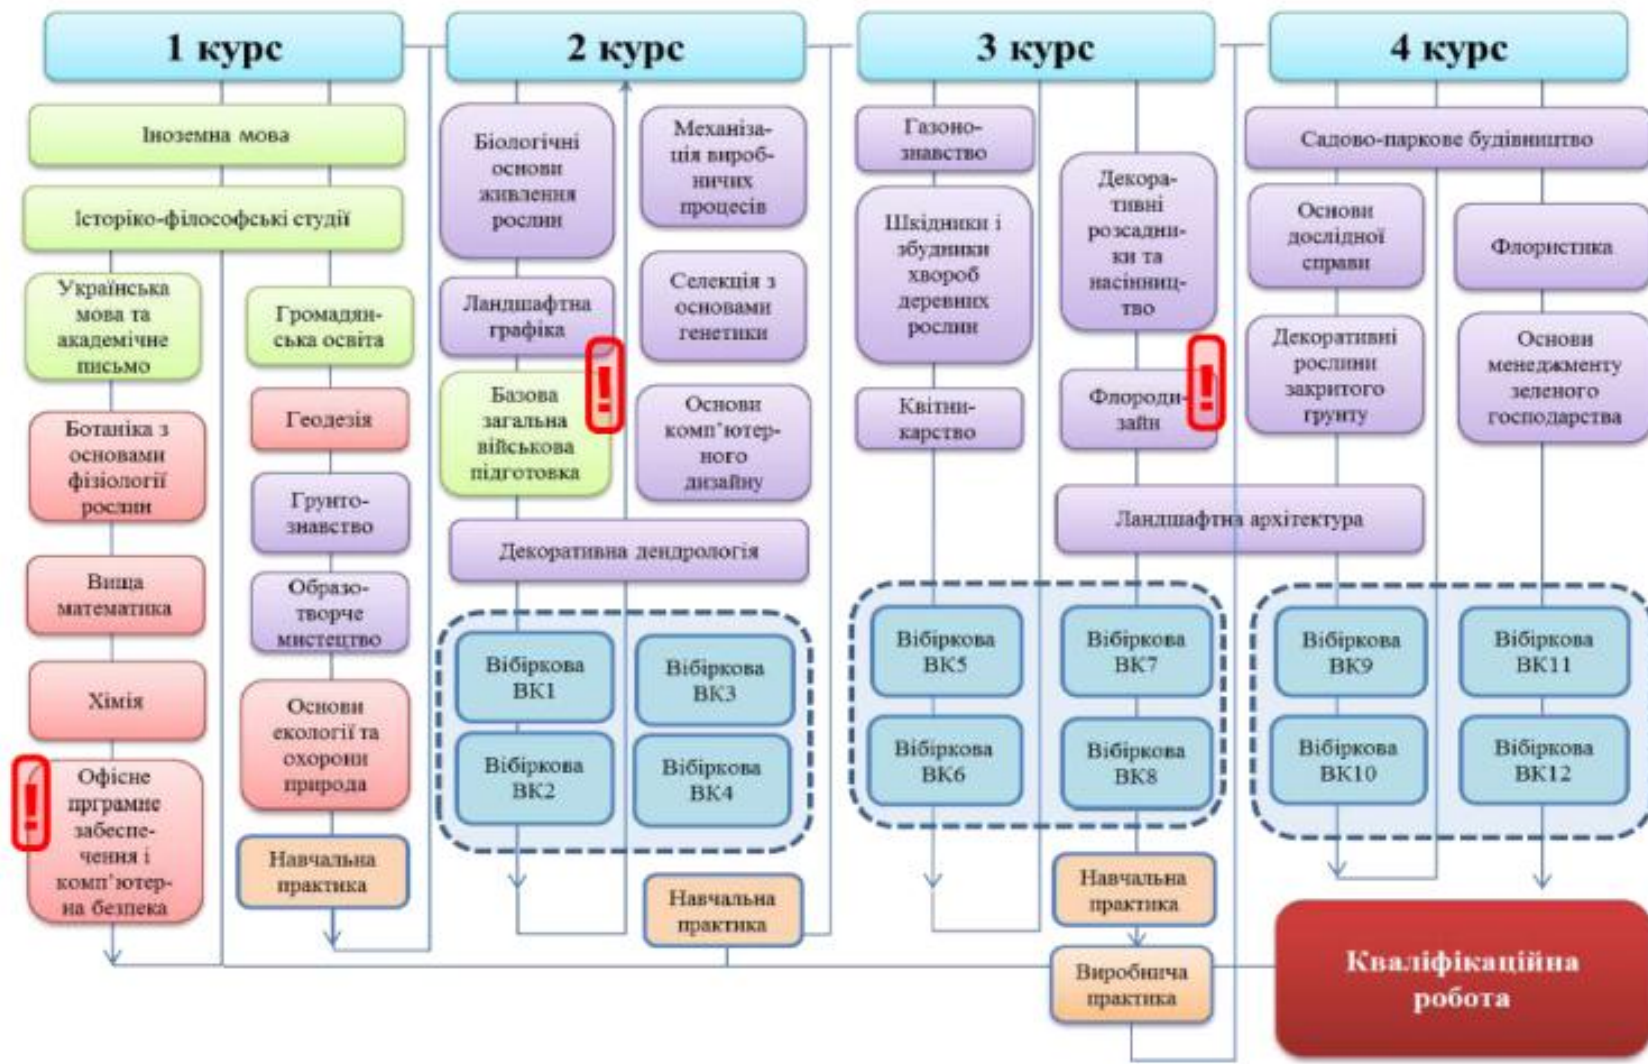 1 курс
2 курс
3 курс
4 курс
Іноземна мова
Історіко-філософські студії
Українська
мова та
академічне
письмо
Ботаніка з
основами
фізіології
рослин
Вища
математика
Хімія
!
Офісне
прграмне
забеспе-
чення і
комп’ютер-
на безпека
Громадян-
ська освіта
Геодезія
Грунто-
знавство
Образо-
творче
мистецтво
Основи
екології та
охорони
природа
Навчальна
практика
Біологічні
основи
живлення
рослин
Ландшафтна
графіка
!
Базова
загальна
військова
підготовка
Механіза-
ція вироб-
ничих
процесів
Селекція з
основами
генетики
Основи
комп’ютер-
ного
дизайну
Декоративна дендрологія
Вібіркова
ВК1
Вібіркова
ВК2
Вібіркова
ВК3
Вібіркова
ВК4
Навчальна
практика
Газоно-
знавство
Шкідники і
збудники
хвороб
деревних
рослин
Квітни-
карство
Декора-
тивні
розсадни-
ки та
насінниц-
тво
!
Флороди-
зайн
Ландшафтна архітектура
Вібіркова
ВК5
Вібіркова
ВК6
Вібіркова
ВК7
Вібіркова
ВК8
Навчальна
практика
Виробнича
практика
Садово-паркове будівництво
Основи
дослідної
справи
Декоративні
рослини
закритого
грунту
Флористика
Основи
менеджменту
зеленого
господарства
Вібіркова
ВК9
Вібіркова
ВК10
Вібіркова
ВК11
Вібіркова
ВК12
Кваліфікаційна
робота